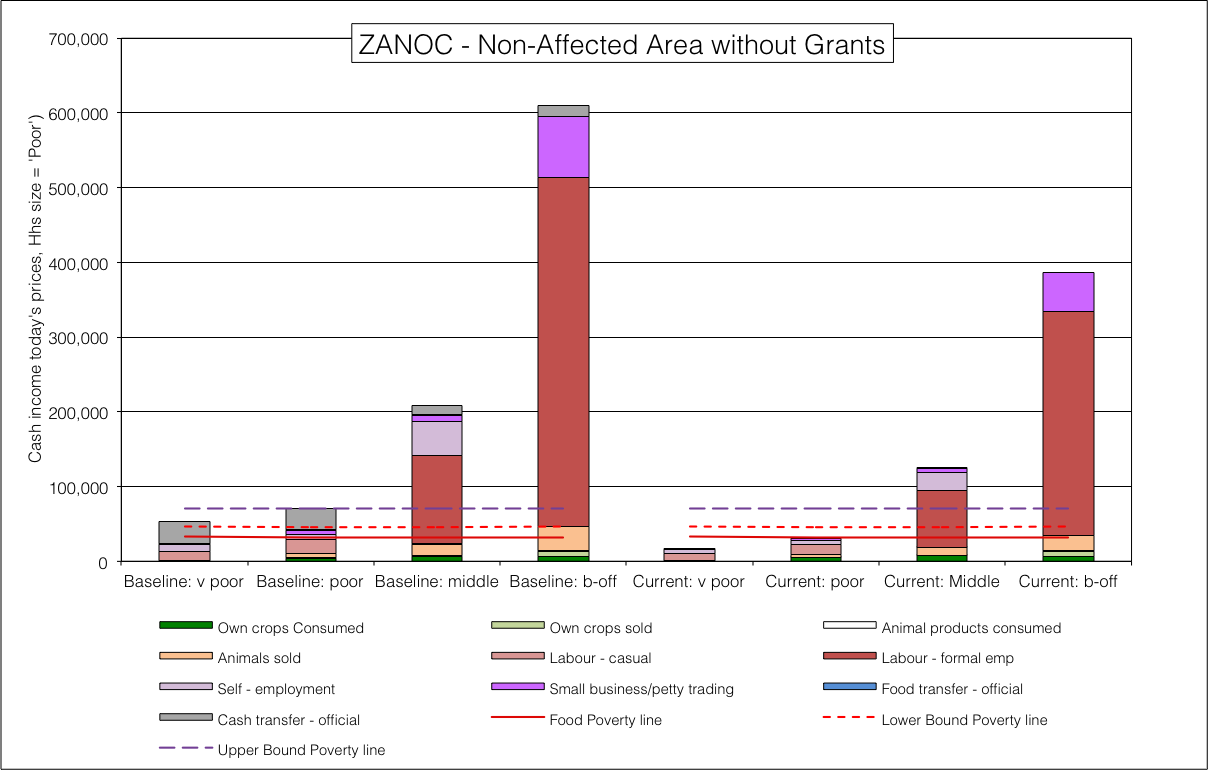 ZANOC - Non-Affected Area without Grants
Cash income today's prices, Hhs size = 'Poor')
700,000
600,000
500,000
400,000
300,000
200,000
100,000
0
Baseline: v poor Baseline: poor Baseline: middle Baseline: b-off Current: v poor Current: poor Current: Middle Current: b-off
Own crops Consumed Own crops sold Animal products consumed
Animals sold Labour - casual Labour - formal emp
Self - employment Small business/petty trading Food transfer - official
Cash transfer - official Food Poverty line Lower Bound Poverty line
Upper Bound Poverty line